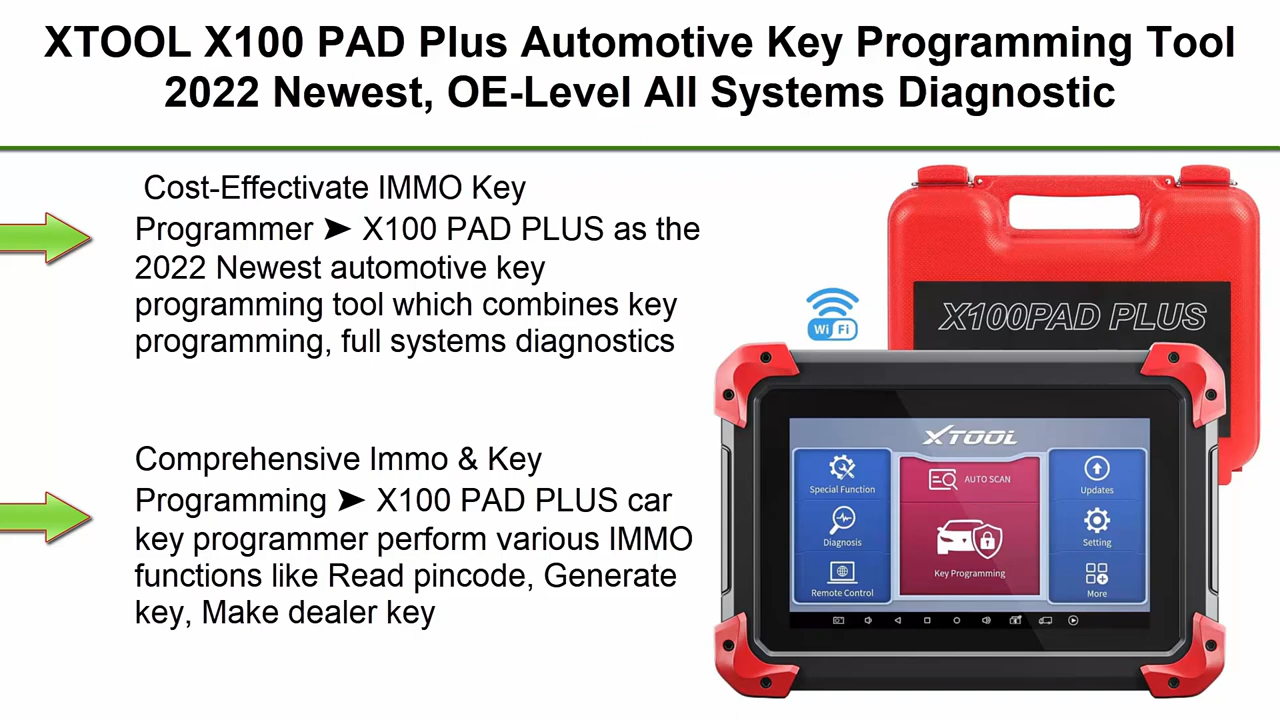 XTOOL X100 PAD Plus Automotive Key Programming Tool
2022 Newest, OE-Level All Systems Diagnostic
Cost-Effectivate IMMO Key
Programmer ➤ X100 PAD PLUS as the
2022 Newest automotive key
programming tool which combines key
programming, full systems diagnostics
Comprehensive Immo & Key
Programming ➤ X100 PAD PLUS car
key programmer perform various IMMO
functions like Read pincode, Generate
key, Make dealer key
X100PAD PLUS
WiFi
XTOOL
Special Function
AUTO SCAN
Updates
Diagnosis
Setting
Key Programming
Remote Control
More